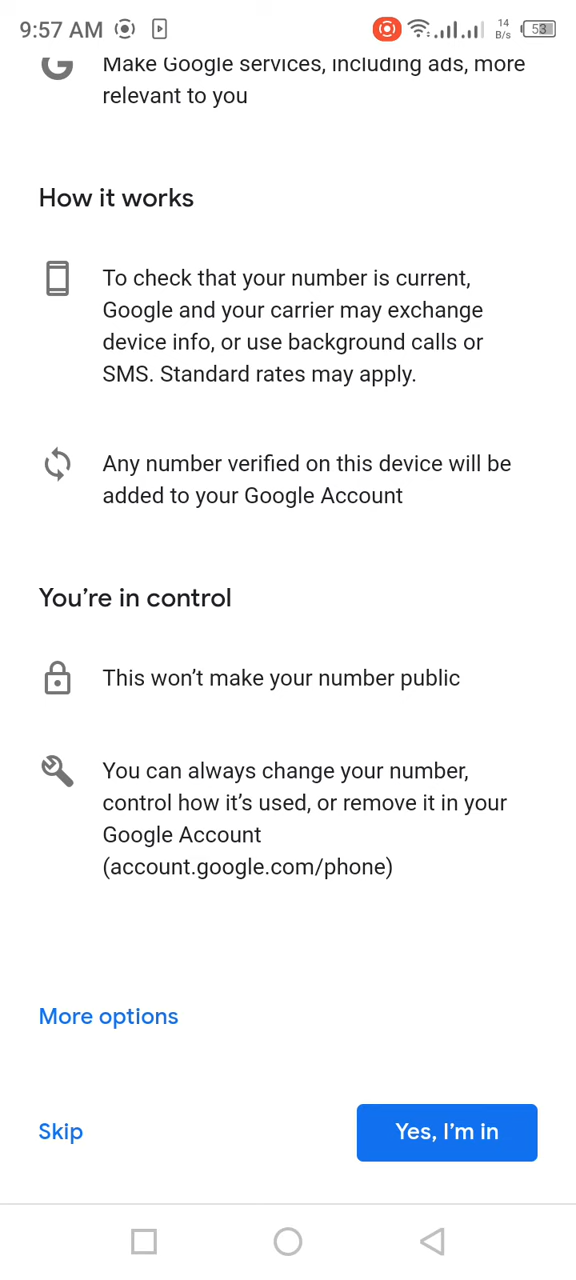 9:57 AM
14
B/s
53
Make Google services, including ads, more
relevant to you
How it works
To check that your number is current,
Google and your carrier may exchange
device info, or use background calls or
SMS. Standard rates may apply.
Any number verified on this device will be
added to your Google Account
You’re in control
This won’t make your number public
You can always change your number,
control how it’s used, or remove it in your
Google Account
(account.google.com/phone)
More options
Skip
Yes, I’m in